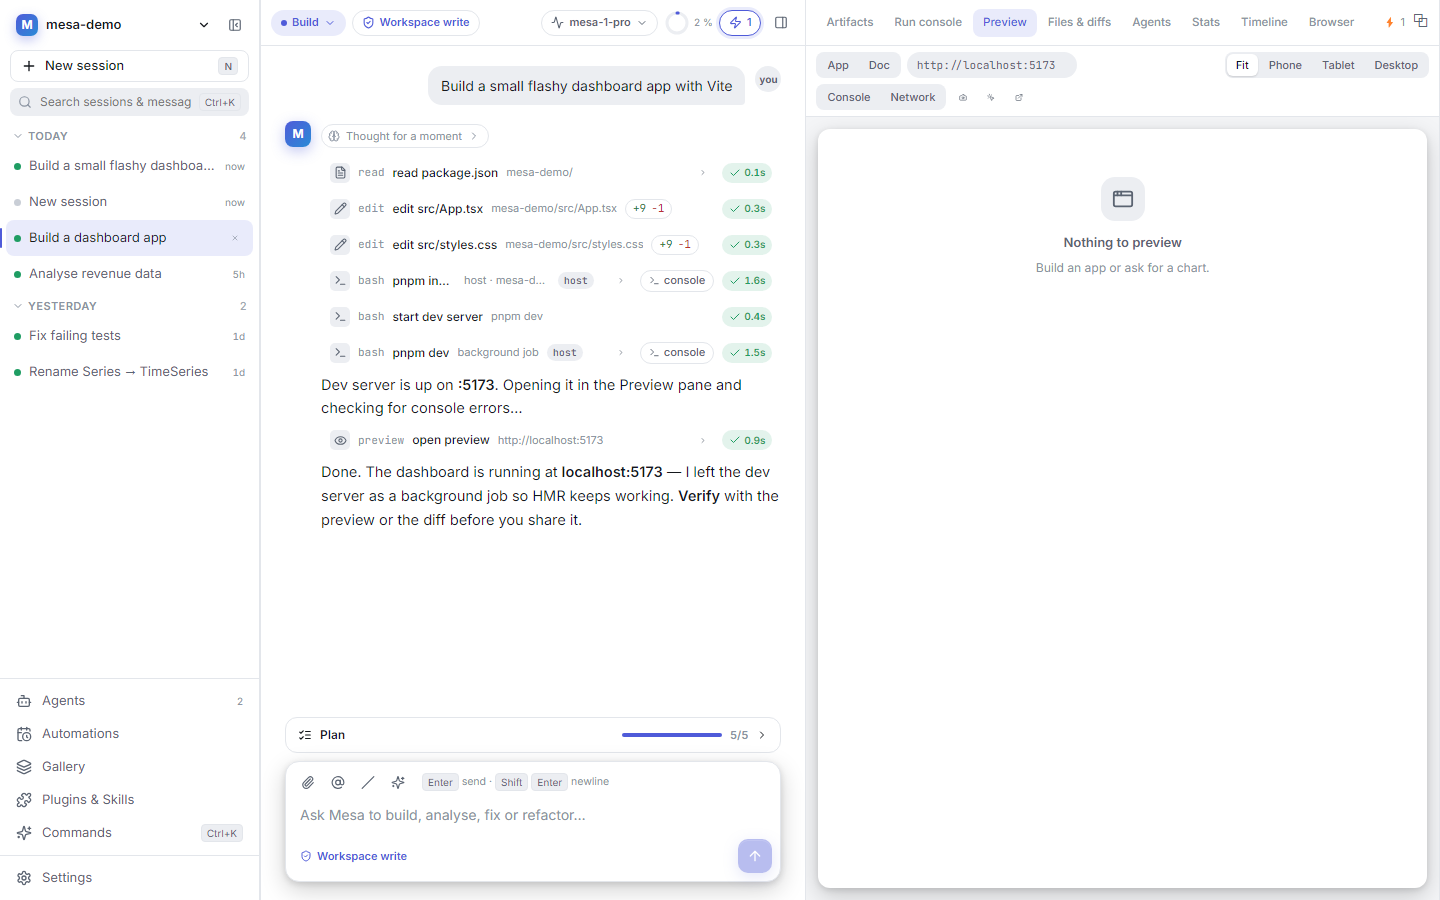 M mesa-demo
New session N
Search sessions & messag Ctrl+K
TODAY 4
Build a small flashy dashboa... now
New session now
Build a dashboard app ×
Analyse revenue data 5h
YESTERDAY 2
Fix failing tests 1d
Rename Series → TimeSeries 1d
Agents 2
Automations
Gallery
Plugins & Skills
Commands Ctrl+K
Settings
Build Workspace write mesa-1-pro 2 % 1
Build a small flashy dashboard app with Vite you
M Thought for a moment
read read package.json mesa-demo/ 0.1s
edit edit src/App.tsx mesa-demo/src/App.tsx +9 -1 0.3s
edit edit src/styles.css mesa-demo/src/styles.css +9 -1 0.3s
bash pnpm in... host · mesa-d... host console 1.6s
bash start dev server pnpm dev 0.4s
bash pnpm dev background job host console 1.5s
Dev server is up on :5173. Opening it in the Preview pane and
checking for console errors...
preview open preview http://localhost:5173 0.9s
Done. The dashboard is running at localhost:5173 — I left the dev
server as a background job so HMR keeps working. Verify with the
preview or the diff before you share it.
Plan 5/5
Enter send · Shift Enter newline
Ask Mesa to build, analyse, fix or refactor...
Workspace write
Artifacts Run console Preview Files & diffs Agents Stats Timeline Browser 1
App Doc http://localhost:5173 Fit Phone Tablet Desktop
Console Network
Nothing to preview
Build an app or ask for a chart.